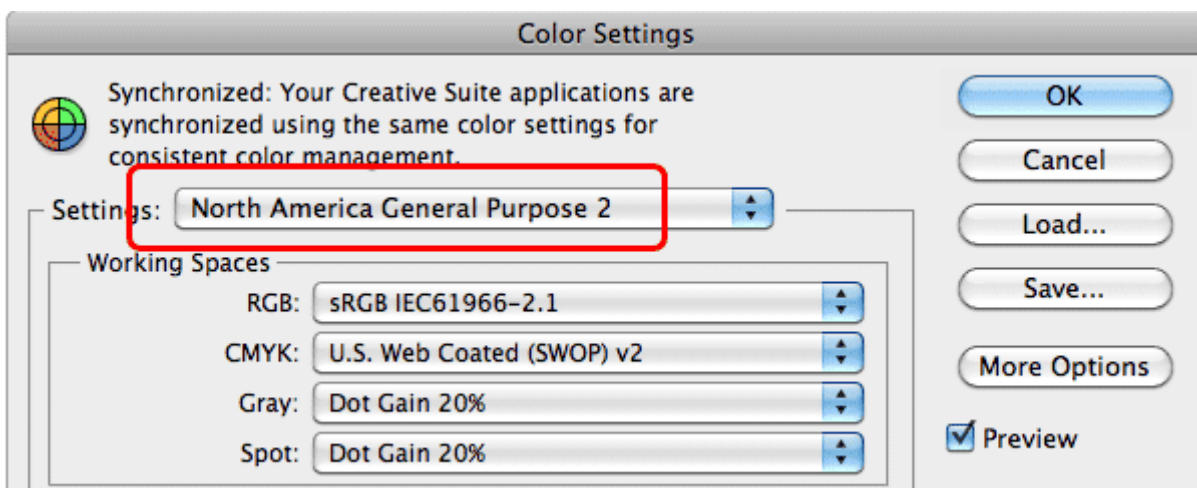 Color Settings
Synchronized: Your Creative Suite applications are
synchronized using the same color settings for
consistent color management.
Settings: North America General Purpose 2
Working Spaces
RGB: sRGB IEC61966-2.1
CMYK: U.S. Web Coated (SWOP) v2
Gray: Dot Gain 20%
Spot: Dot Gain 20%
OK
Cancel
Load...
Save...
More Options
Preview